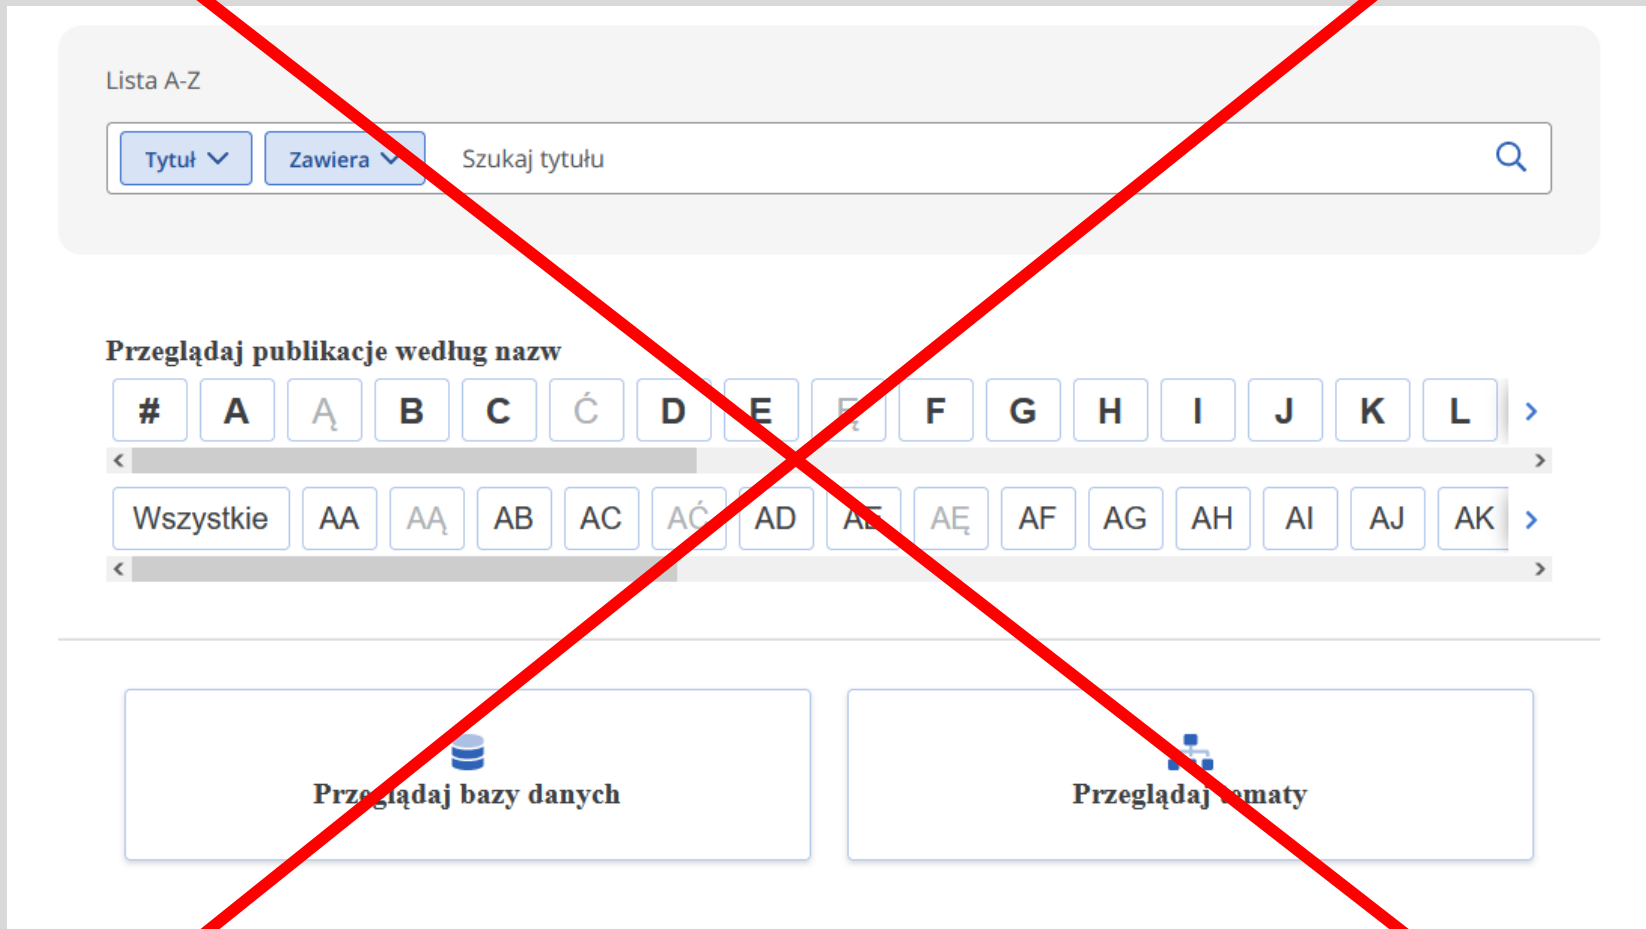 Lista A-Z
Tytuł Zawiera Szukaj tytułu
Przeglądaj publikacje według nazw
# A Ą B C Ć D E Ę F G H I J K L
Wszystkie AA AĄ AB AC AĆ AD AE AĘ AF AG AH AI AJ AK
Przeglądaj bazy danych Przeglądaj tematy